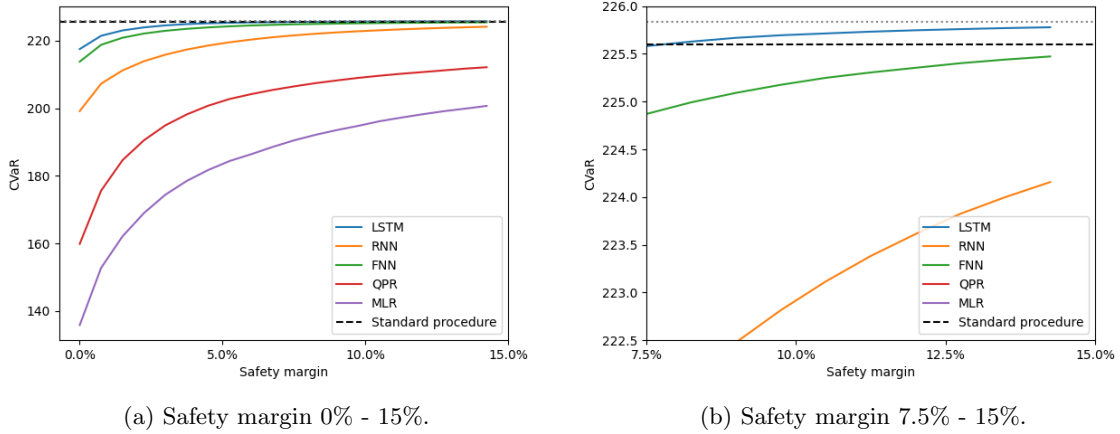 220
200
180
160
140
CVaR
0.0%
5.0%
10.0%
15.0%
Safety margin
LSTM
RNN
FNN
QPR
MLR
Standard procedure
(a) Safety margin 0% - 15%.
226.0
225.5
225.0
224.5
224.0
223.5
223.0
222.5
CVaR
7.5%
10.0%
12.5%
15.0%
Safety margin
LSTM
RNN
FNN
QPR
MLR
Standard procedure
(b) Safety margin 7.5% - 15%.